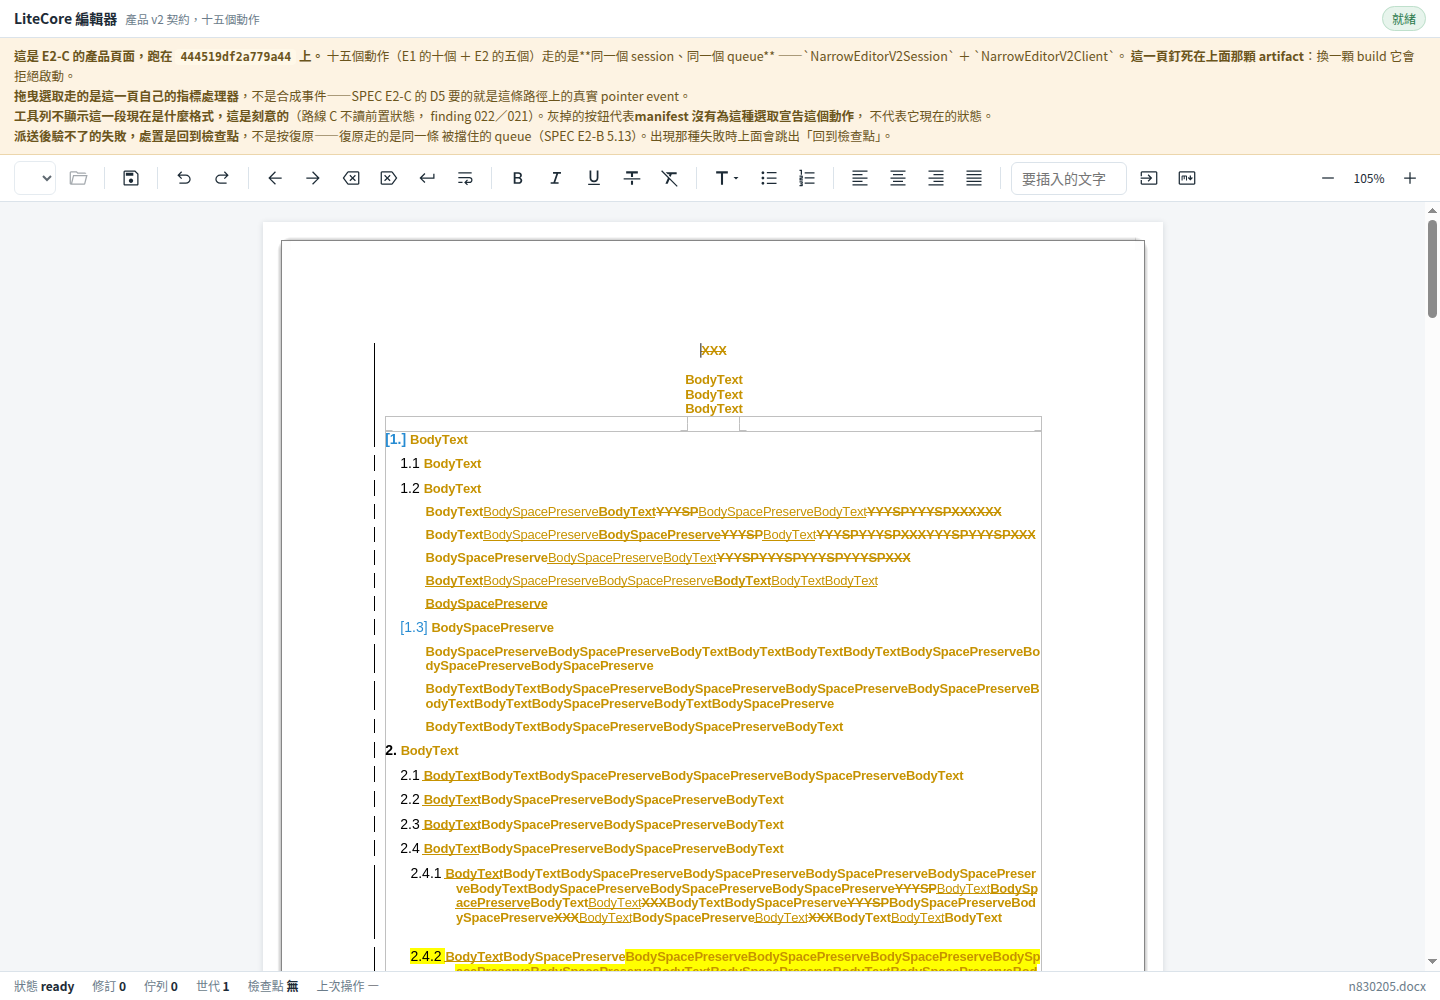 LiteCore 編輯器 產品 v2 契約，十五個動作 就緒
這是 E2-C 的產品頁面，跑在 444519df2a779a44 上。 十五個動作（E1 的十個 ＋ E2 的五個）走的是**同一個 session、同一個 queue** ——`NarrowEditorV2Session` ＋ `NarrowEditorV2Client`。 這一頁釘死在上面那顆 artifact：換一顆 build 它會
拒絕啟動。
拖曳選取走的是這一頁自己的指標處理器，不是合成事件——SPEC E2-C 的 D5 要的就是這條路徑上的真實 pointer event。
工具列不顯示這一段現在是什麼格式，這是刻意的（路線 C 不讀前置狀態， finding 022／021）。灰掉的按鈕代表manifest 沒有為這種選取宣告這個動作， 不代表它現在的狀態。
派送後驗不了的失敗，處置是回到檢查點，不是按復原——復原走的是同一條 被擋住的 queue（SPEC E2-B 5.13）。出現那種失敗時上面會跳出「回到檢查點」。
要插入的文字 105%
XXX
BodyText
BodyText
BodyText
[1.] BodyText
1.1 BodyText
1.2 BodyText
BodyTextBodySpacePreserveBodyTextYYYSPBodySpacePreserveBodyTextYYYSPYYYSPXXXXXX
BodyTextBodySpacePreserveBodySpacePreserveYYYSPBodyTextYYYSPYYYSPXXXYYYSPYYYSPXXX
BodySpacePreserveBodySpacePreserveBodyTextYYYSPYYYSPYYYSPYYYSPXXX
BodyTextBodySpacePreserveBodySpacePreserveBodyTextBodyTextBodyText
BodySpacePreserve
[1.3] BodySpacePreserve
BodySpacePreserveBodySpacePreserveBodyTextBodyTextBodyTextBodyTextBodySpacePreserveBo
dySpacePreserveBodySpacePreserve
BodyTextBodyTextBodySpacePreserveBodySpacePreserveBodySpacePreserveBodySpacePreserveB
odyTextBodyTextBodySpacePreserveBodyTextBodySpacePreserve
BodyTextBodyTextBodySpacePreserveBodySpacePreserveBodyText
2. BodyText
2.1 BodyTextBodyTextBodySpacePreserveBodySpacePreserveBodySpacePreserveBodyText
2.2 BodyTextBodySpacePreserveBodySpacePreserveBodyText
2.3 BodyTextBodySpacePreserveBodySpacePreserveBodyText
2.4 BodyTextBodySpacePreserveBodySpacePreserveBodyText
2.4.1 BodyTextBodyTextBodySpacePreserveBodySpacePreserveBodySpacePreserveBodySpacePreser
veBodyTextBodySpacePreserveBodySpacePreserveBodySpacePreserveYYYSPBodyTextBodySp
acePreserveBodyTextBodyTextXXXBodyTextBodySpacePreserveYYYSPBodySpacePreserveBod
ySpacePreserveXXXBodyTextBodySpacePreserveBodyTextXXXBodyTextBodyTextBodyText
2.4.2 BodyTextBodySpacePreserveBodySpacePreserveBodySpacePreserveBodySpacePreserveBodySp
acePreserveBodySpacePreserveBodyTextBodySpacePreserveBodySpacePreserveBod
狀態 ready 修訂 0 佇列 0 世代 1 檢查點 無 上次操作 — n830205.docx